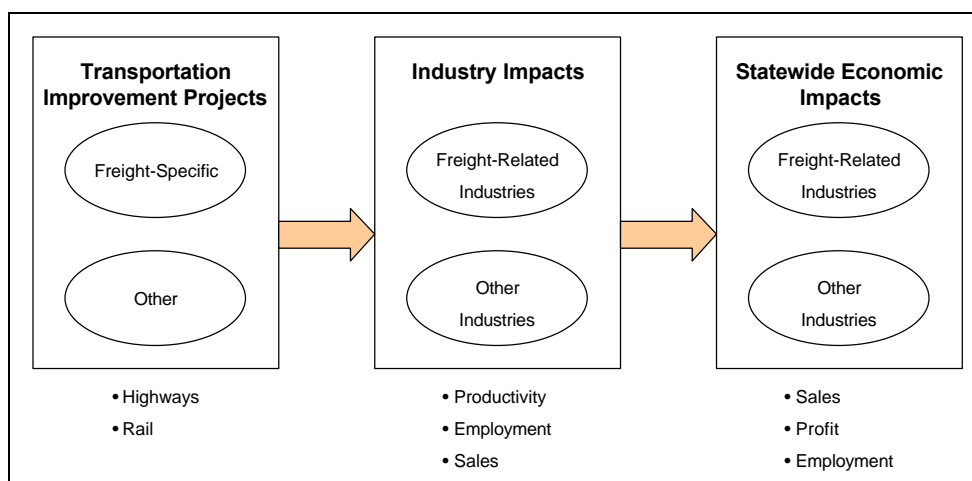 Transportation
Improvement Projects
Freight-Specific
Other
• Highways
• Rail
Industry Impacts
Freight-Related
Industries
Other
Industries
• Productivity
• Employment
• Sales
Statewide Economic
Impacts
Freight-Related
Industries
Other
Industries
• Sales
• Profit
• Employment